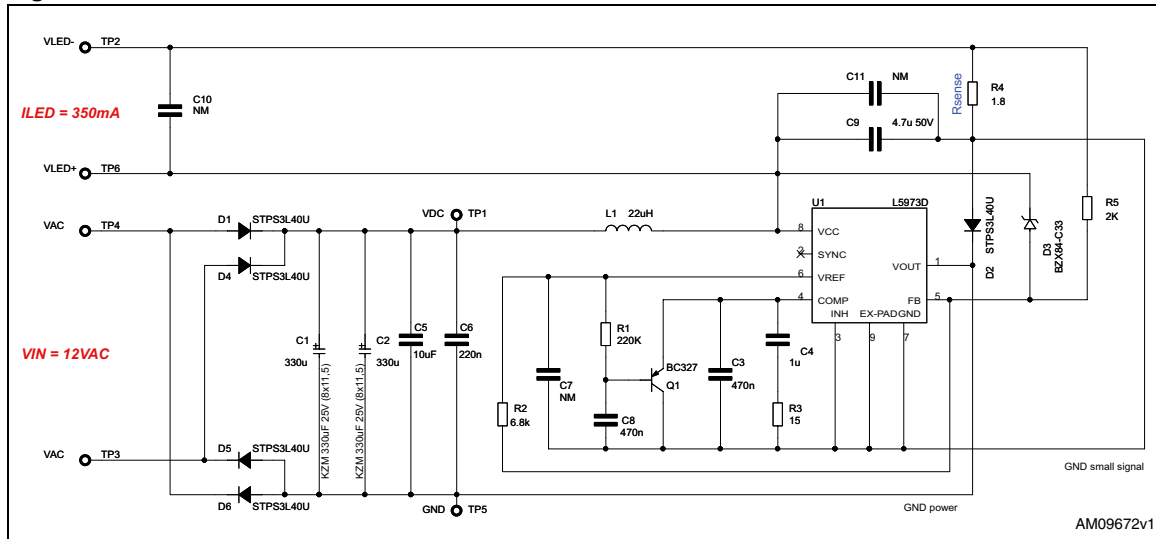 VLED-
TP2
C10
NM
ILED = 350mA
VLED+
TP6
C11
NM
C9
4.7u 50V
Rsense
R4
1.8
VAC
TP4
D1
STPS3L40U
D4
VDC
TP1
L1
22uH
U1
L5973D
8
VCC
2
SYNC
VREF
6
COMP
4
VOUT
1
FB
5
INH
EX-PAD
GND
3
9
7
D2
STPS3L40U
D3
BZX84-C33
R5
2K
VIN = 12VAC
C1
330u
KZM 330uF 25V (8x11,5)
C2
330u
KZM 330uF 25V (8x11,5)
C5
10uF
C6
220n
R2
6.8k
C7
NM
R1
220K
C8
470n
BC327
Q1
C3
470n
C4
1u
R3
15
VAC
TP3
D5
STPS3L40U
D6
STPS3L40U
GND
TP5
GND small signal
GND power
AM09672v1